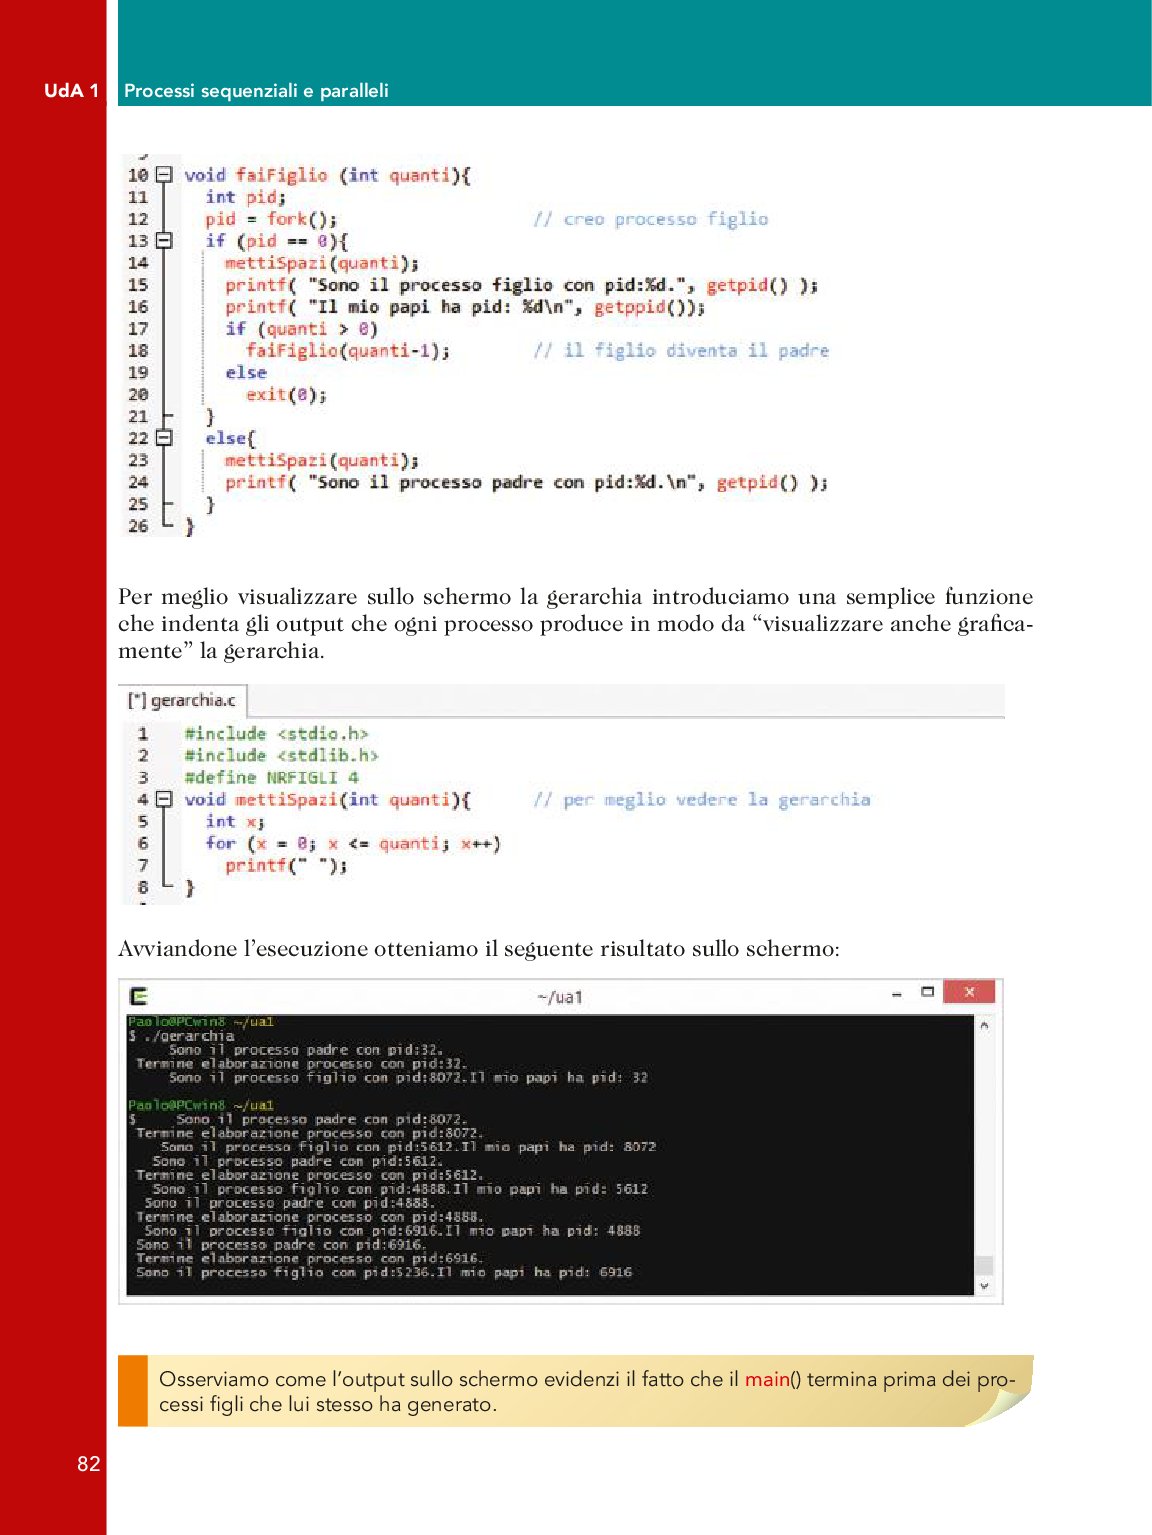 UdA 1 Processi sequenziali e paralleli
10 void faiFiglio (int quanti){
11 int pid;
12 pid = fork(); // creo processo figlio
13 if (pid == 0){
14 mettiSpazi(quanti);
15 printf( "Sono il processo figlio con pid:%d.", getpid() );
16 printf( "Il mio papi ha pid: %d\n", getppid());
17 if (quanti > 0)
18 faiFiglio(quanti-1); // il figlio diventa il padre
19 else
20 exit(0);
21 }
22 else{
23 mettiSpazi(quanti);
24 printf( "Sono il processo padre con pid:%d.\n", getpid() );
25 }
26 }
Per meglio visualizzare sullo schermo la gerarchia introduciamo una semplice funzione
che indenta gli output che ogni processo produce in modo da “visualizzare anche grafica-
mente” la gerarchia.
[*] gerarchia.c
1 #include <stdio.h>
2 #include <stdlib.h>
3 #define NRFIGLI 4
4 void mettiSpazi(int quanti){ // per meglio vedere la gerarchia
5 int x;
6 for (x = 0; x <= quanti; x++)
7 printf(" ");
8 }
Avviandone l’esecuzione otteniamo il seguente risultato sullo schermo:
~/ua1
Paolo@PCwin8 ~/ua1
$ ./gerarchia
Sono il processo padre con pid:32.
Termine elaborazione processo con pid:32.
Sono il processo figlio con pid:8072.Il mio papi ha pid: 32
Paolo@PCwin8 ~/ua1
$ Sono il processo padre con pid:8072.
Termine elaborazione processo con pid:8072.
Sono il processo figlio con pid:5612.Il mio papi ha pid: 8072
Sono il processo padre con pid:5612.
Termine elaborazione processo con pid:5612.
Sono il processo figlio con pid:4888.Il mio papi ha pid: 5612
Sono il processo padre con pid:4888.
Termine elaborazione processo con pid:4888.
Sono il processo figlio con pid:6916.Il mio papi ha pid: 4888
Sono il processo padre con pid:6916.
Termine elaborazione processo con pid:6916.
Sono il processo figlio con pid:5236.Il mio papi ha pid: 6916
Osserviamo come l’output sullo schermo evidenzi il fatto che il main() termina prima dei pro-
cessi figli che lui stesso ha generato.
82